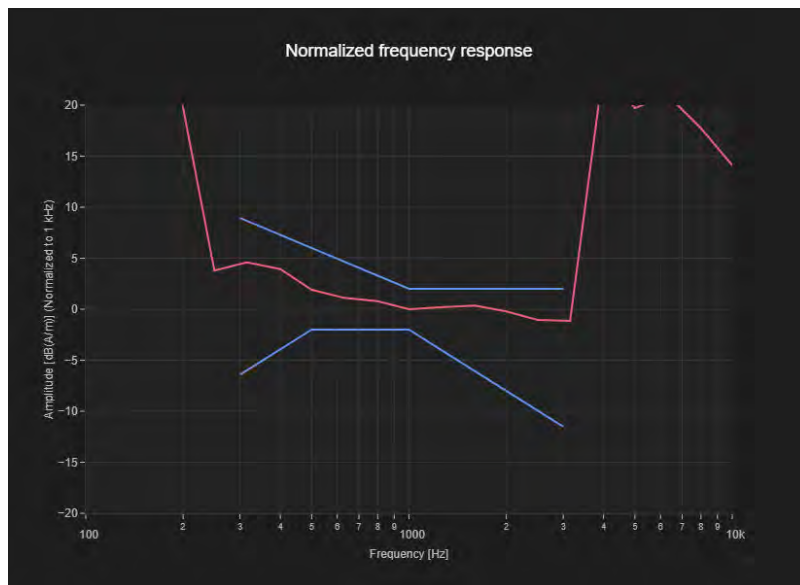 Normalized frequency response
Amplitude [dB(A/m)] (Normalized to 1 kHz)
20
15
10
5
0
−5
−10
−15
−20
100 2 3 4 5 6 7 8 9 1000 2 3 4 5 6 7 8 9 10k
Frequency [Hz]